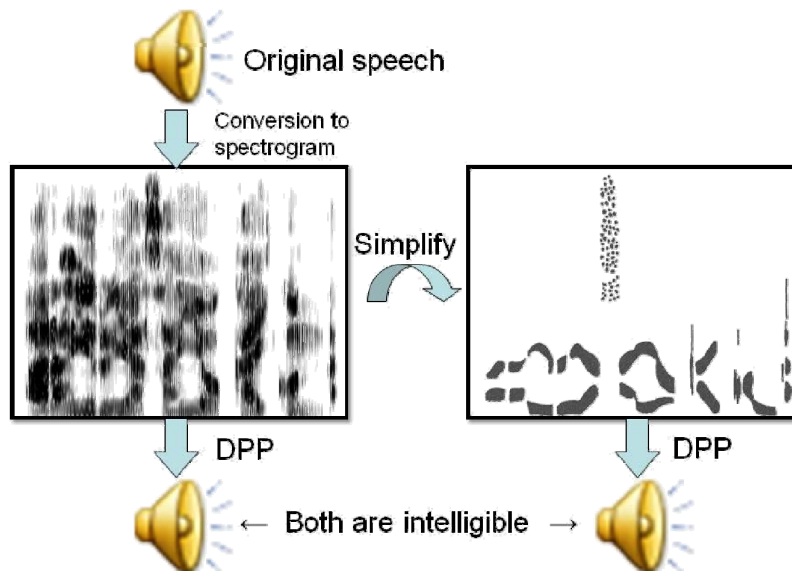 Original speech
Conversion to
spectrogram
Simplify
DPP
DPP
← Both are intelligible →